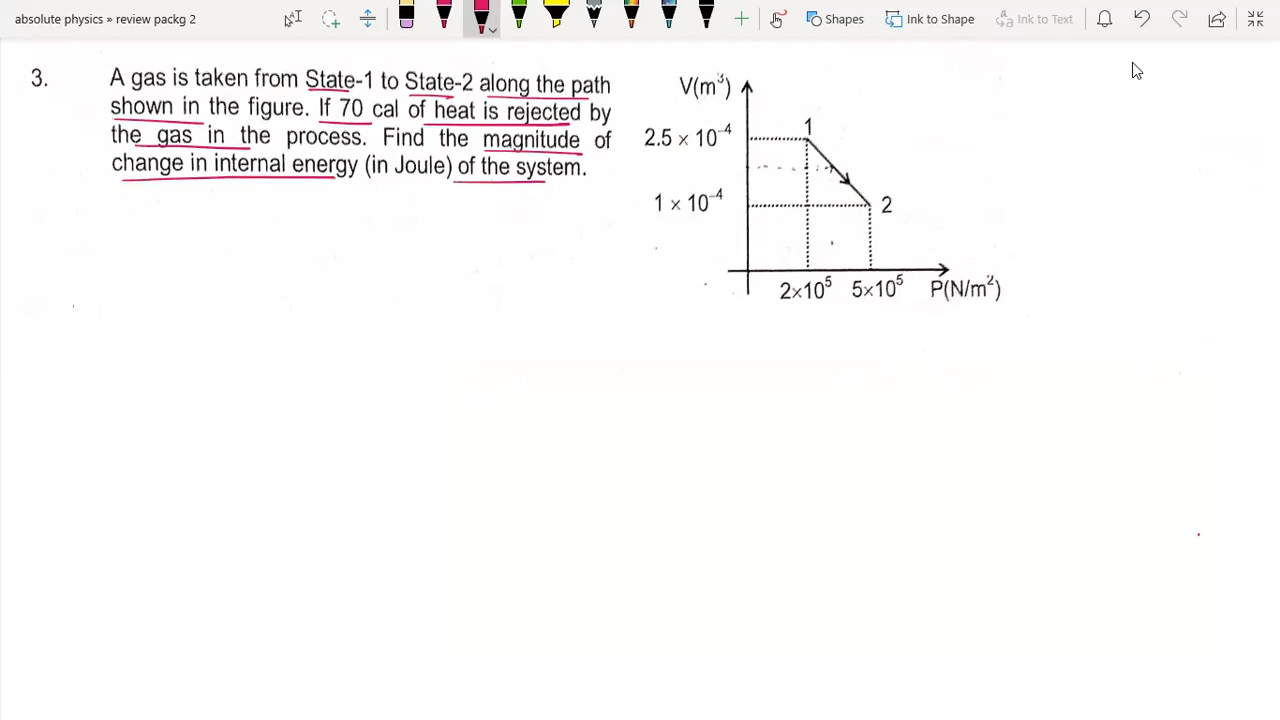 absolute physics » review packg 2
Shapes
Ink to Shape
Ink to Text
3.
A gas is taken from State-1 to State-2 along the path
shown in the figure. If 70 cal of heat is rejected by
the gas in the process. Find the magnitude of
change in internal energy (in Joule) of the system.
V(m³)
1
2.5 × 10⁻⁴
1 × 10⁻⁴
2
2×10⁵
5×10⁵
P(N/m²)